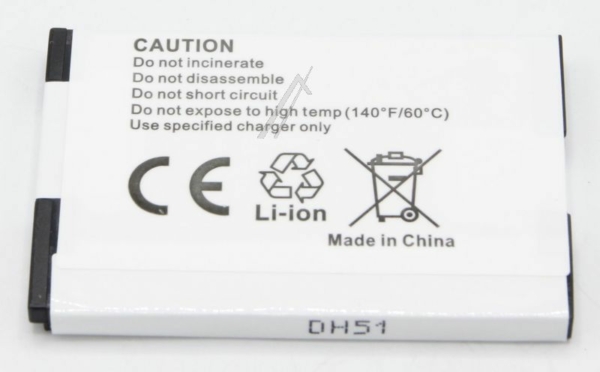 CAUTION
Do not incinerate
Do not disassemble
Do not short circuit
Do not expose to high temp (140°F/60°C)
Use specified charger only
CE
Li-ion
Made in China
DH51